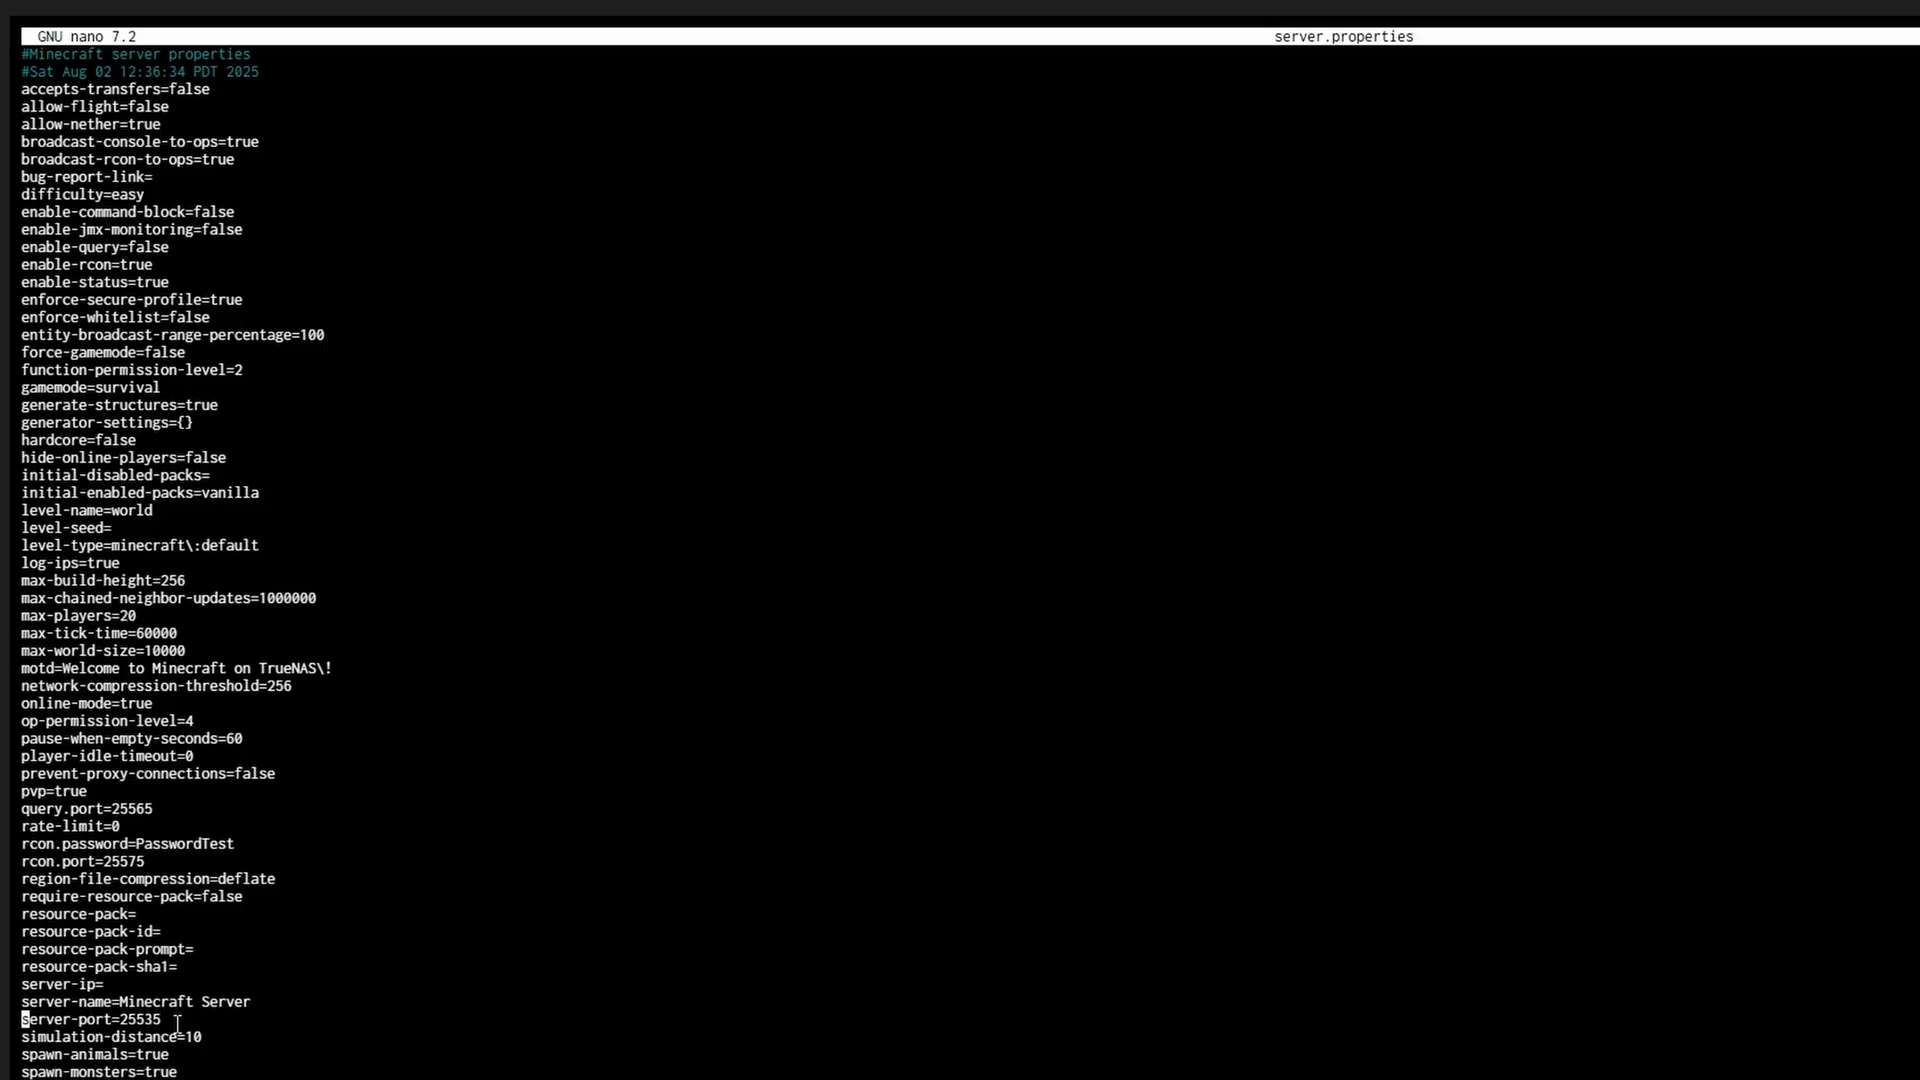 GNU nano 7.2 server.properties
#Minecraft server properties
#Sat Aug 02 12:36:34 PDT 2025
accepts-transfers=false
allow-flight=false
allow-nether=true
broadcast-console-to-ops=true
broadcast-rcon-to-ops=true
bug-report-link=
difficulty=easy
enable-command-block=false
enable-jmx-monitoring=false
enable-query=false
enable-rcon=true
enable-status=true
enforce-secure-profile=true
enforce-whitelist=false
entity-broadcast-range-percentage=100
force-gamemode=false
function-permission-level=2
gamemode=survival
generate-structures=true
generator-settings={}
hardcore=false
hide-online-players=false
initial-disabled-packs=
initial-enabled-packs=vanilla
level-name=world
level-seed=
level-type=minecraft\:default
log-ips=true
max-build-height=256
max-chained-neighbor-updates=1000000
max-players=20
max-tick-time=60000
max-world-size=10000
motd=Welcome to Minecraft on TrueNAS\!
network-compression-threshold=256
online-mode=true
op-permission-level=4
pause-when-empty-seconds=60
player-idle-timeout=0
prevent-proxy-connections=false
pvp=true
query.port=25565
rate-limit=0
rcon.password=PasswordTest
rcon.port=25575
region-file-compression=deflate
require-resource-pack=false
resource-pack=
resource-pack-id=
resource-pack-prompt=
resource-pack-sha1=
server-ip=
server-name=Minecraft Server
server-port=25535
simulation-distance=10
spawn-animals=true
spawn-monsters=true